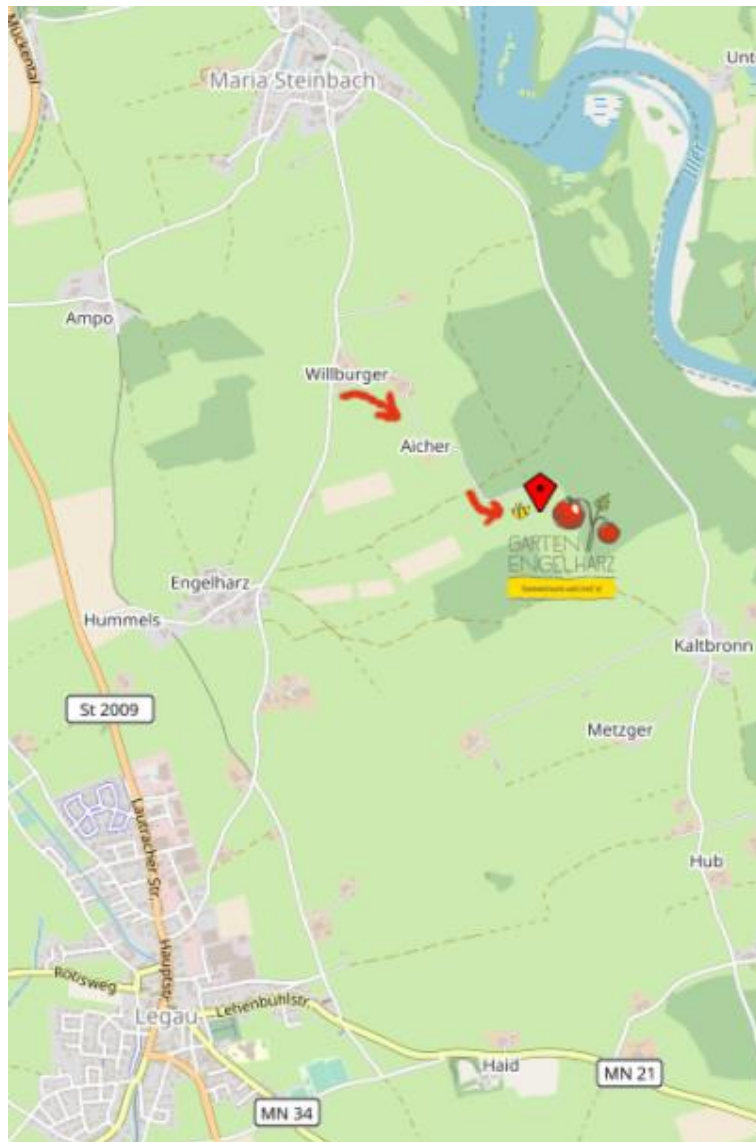 Mückental
Maria Steinbach
Unt
Iller
Ampo
Willburger
Aicher
GARTEN
ENGELHARZ
Engelharz
Hummels
Kaltbronn
St 2009
Metzger
Lautracher Str.
Hub
Hauptstr.
Rotisweg
Legau
Lehenbühlstr.
Haid
MN 21
MN 34